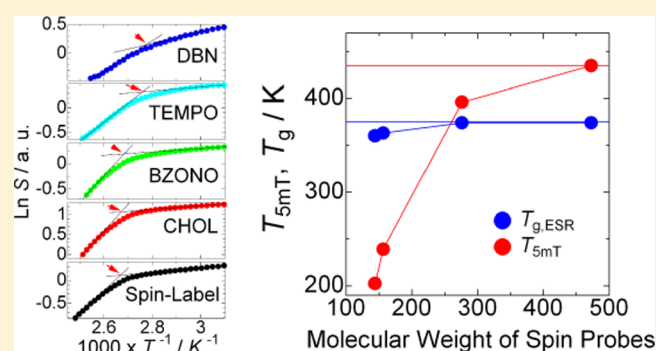 Ln S / a. u.
0.5
0
DBN
0
-0.5
TEMPO
0
-0.5
BZONO
1
0.5
0
CHOL
0
-0.5
Spin-Label
2.6 2.8 3
1000 x T⁻¹ / K⁻¹
T5mT, Tg / K
400
350
250
200
Tg,ESR
T5mT
100 200 300 400 500
Molecular Weight of Spin Probes